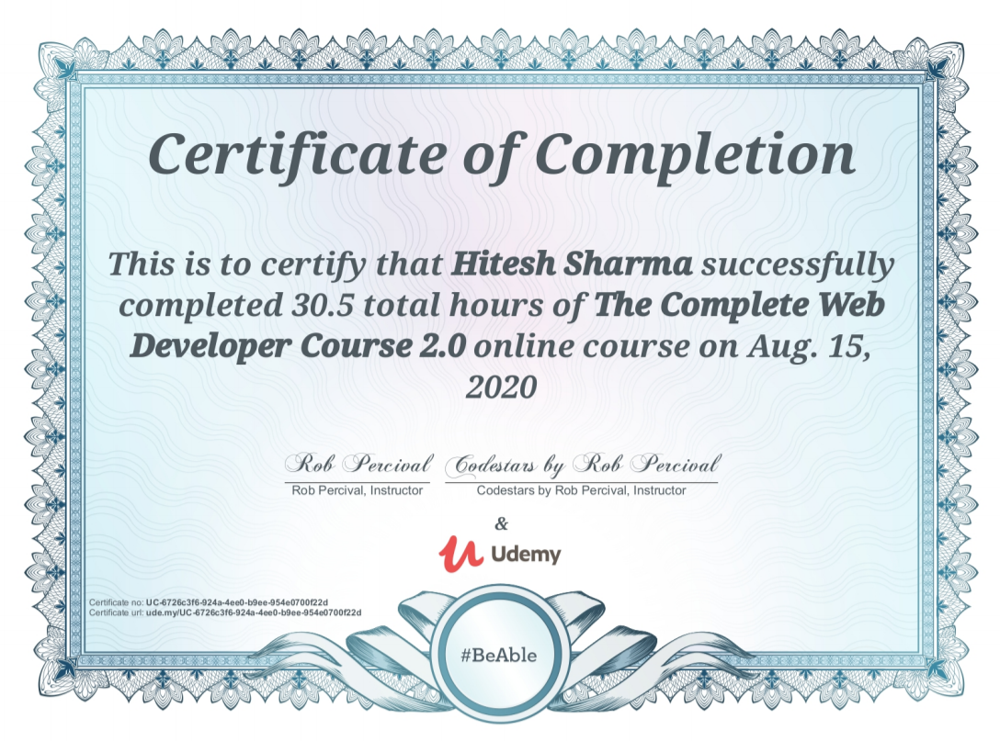 Certificate of Completion
This is to certify that Hitesh Sharma successfully
completed 30.5 total hours of The Complete Web
Developer Course 2.0 online course on Aug. 15,
2020
Rob Percival Codestars by Rob Percival
Rob Percival, Instructor Codestars by Rob Percival, Instructor
&
Udemy
Certificate no: UC-6726c3f6-924a-4ee0-b9ee-954e0700f22d
Certificate url: ude.my/UC-6726c3f6-924a-4ee0-b9ee-954e0700f22d
#BeAble